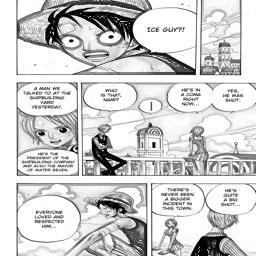 ICE GUY?!
A MAN WE
TALKED TO AT THE
SHIPBUILDING
YARD
YESTERDAY.
HE'S THE
PRESIDENT OF THE
SHIPBUILDING COMPANY
AND ALSO THE MAYOR
OF WATER SEVEN.
WHO
IS THAT,
NAMI?
HE'S IN A
COMA RIGHT
NOW...
YES,
HE WAS
SHOT.
EVERYONE
LOVED AND
RESPECTED
HIM...
THERE'S
NEVER BEEN
A BIGGER
INCIDENT IN
THIS TOWN.
HE'S
QUITE
A BIG
SHOT...